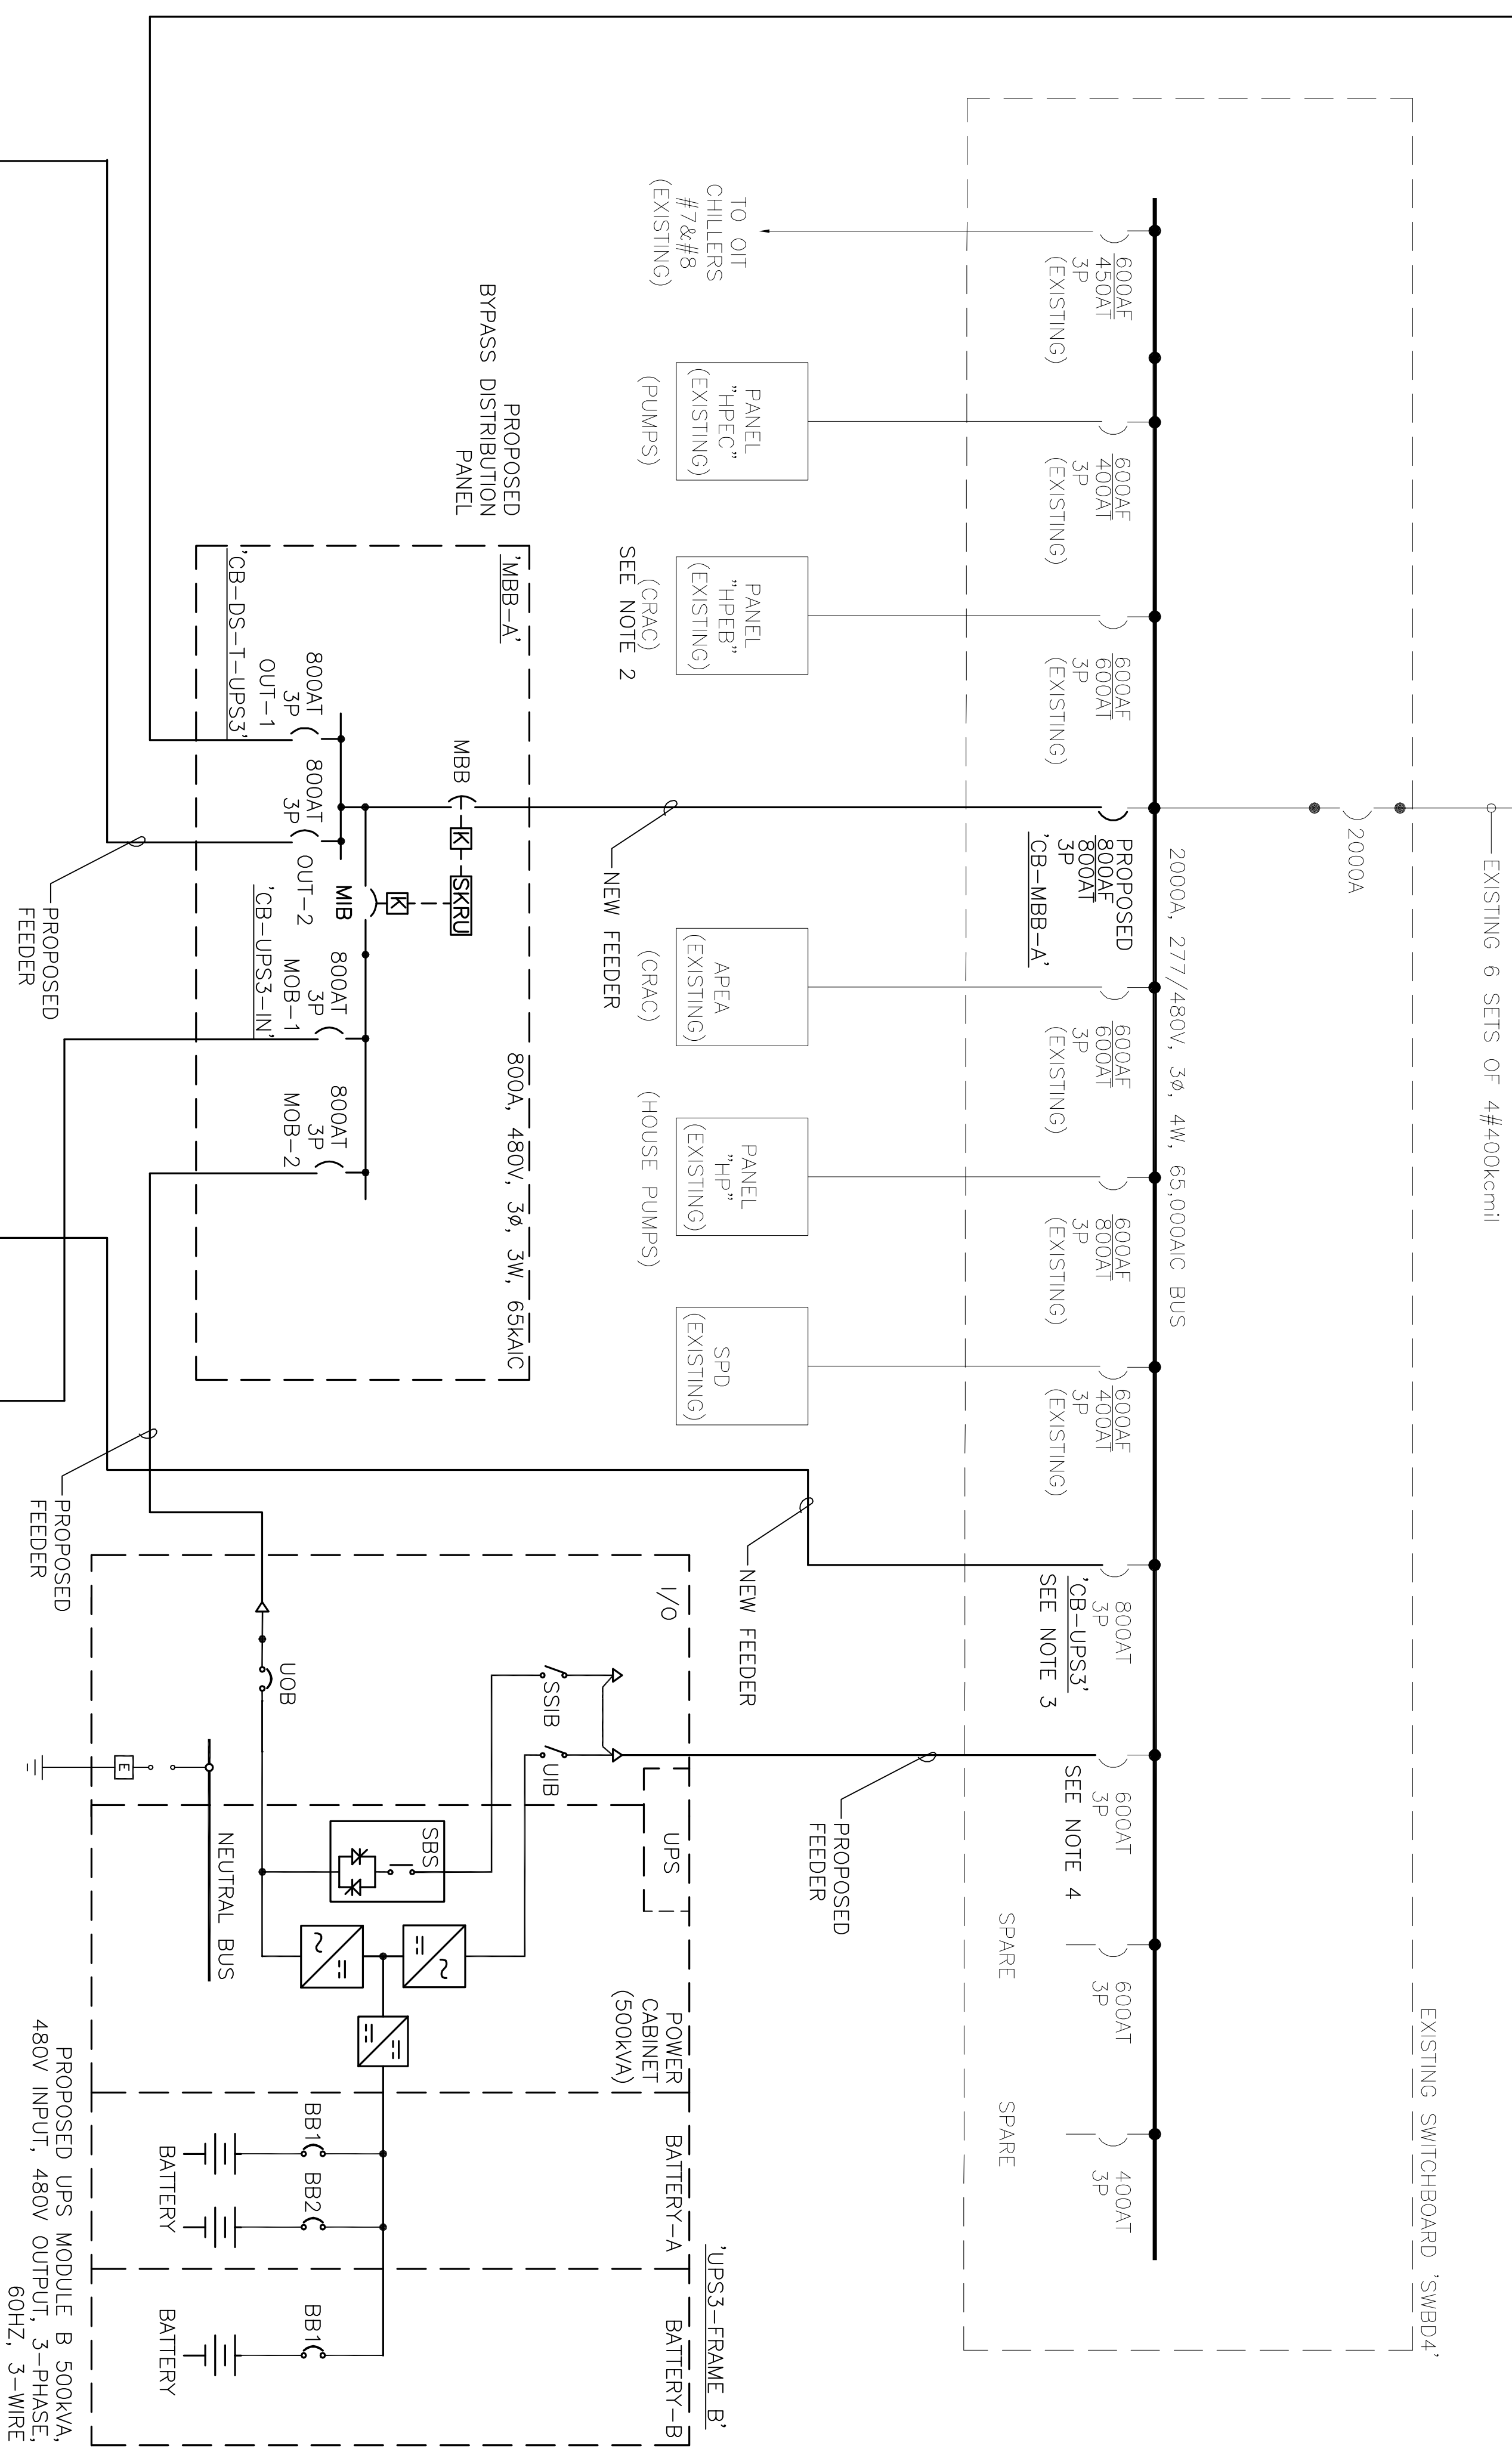 EXISTING 6 SETS OF 4#400kcmil
EXISTING SWITCHBOARD 'SWBD4'
2000A
2000A, 277/480V, 3Ø, 4W, 65,000AIC BUS
600AF
450AT
3P
(EXISTING)
600AF
400AT
3P
(EXISTING)
600AF
600AT
3P
(EXISTING)
PROPOSED
800AF
800AT
3P
'CB-MBB-A'
600AF
600AT
3P
(EXISTING)
600AF
800AT
3P
(EXISTING)
600AF
400AT
3P
(EXISTING)
800AT
3P
'CB-UPS3'
SEE NOTE 3
600AT
3P
SEE NOTE 4
600AT
3P
SPARE
400AT
3P
SPARE
TO OIT
CHILLERS
#7&#8
(EXISTING)
PANEL
"HPEC"
(EXISTING)
(PUMPS)
PANEL
"HPEB"
(EXISTING)
(CRAC)
SEE NOTE 2
NEW FEEDER
APEA
(EXISTING)
(CRAC)
PANEL
"HP"
(EXISTING)
(HOUSE PUMPS)
SPD
(EXISTING)
NEW FEEDER
PROPOSED
FEEDER
PROPOSED
BYPASS DISTRIBUTION
PANEL
'MBB-A'
800A, 480V, 3Ø, 3W, 65kAIC
MBB
K
SKRU
K
MIB
800AT
3P
OUT-1
'CB-DS-T-UPS3'
800AT
3P
OUT-2
800AT
3P
MOB-1
'CB-UPS3-IN'
800AT
3P
MOB-2
PROPOSED
FEEDER
PROPOSED
FEEDER
'UPS3-FRAME B'
I/O
UPS
POWER
CABINET
(500kVA)
BATTERY-A
BATTERY-B
SSIB
UIB
SBS
UOB
NEUTRAL BUS
E
BB1
BB2
BB1
BATTERY
BATTERY
PROPOSED UPS MODULE B 500kVA,
480V INPUT, 480V OUTPUT, 3-PHASE,
60HZ, 3-WIRE